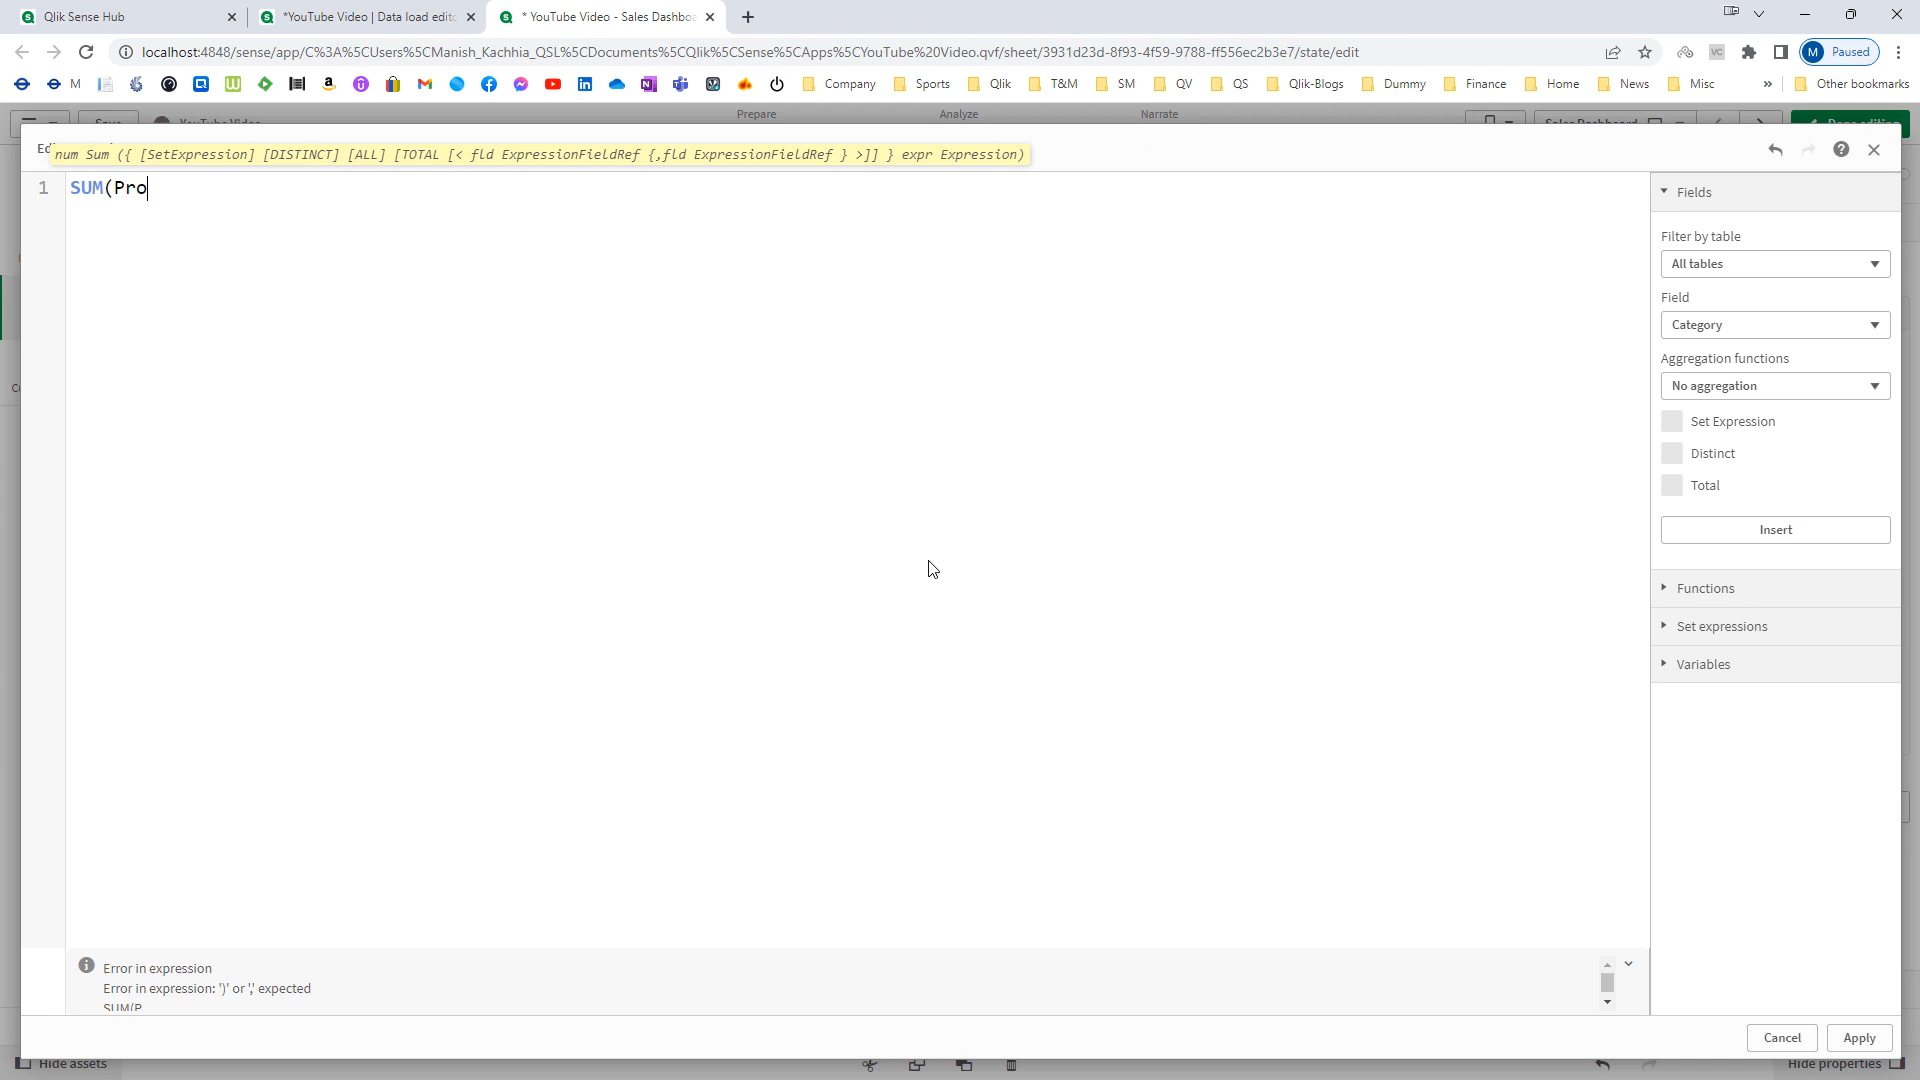 Qlik Sense Hub
*YouTube Video | Data load edito
* YouTube Video - Sales Dashboa
localhost:4848/sense/app/C%3A%5CUsers%5CManish_Kachhia_QSL%5CDocuments%5CQlik%5CSense%5CApps%5CYouTube%20Video.qvf/sheet/3931d23d-8f93-4f59-9788-ff556ec2b3e7/state/edit
M Paused
M
Company
Sports
Qlik
T&M
SM
QV
QS
Qlik-Blogs
Dummy
Finance
Home
News
Misc
»
Other bookmarks
Prepare
Analyze
Narrate
num Sum ({ [SetExpression] [DISTINCT] [ALL] [TOTAL [< fld ExpressionFieldRef {,fld ExpressionFieldRef } >]] } expr Expression)
1 SUM(Pro
Fields
Filter by table
All tables
Field
Category
Aggregation functions
No aggregation
Set Expression
Distinct
Total
Insert
Functions
Set expressions
Variables
Error in expression
Error in expression: ')' or ',' expected
SUM(P
Cancel
Apply
Hide assets
Hide properties